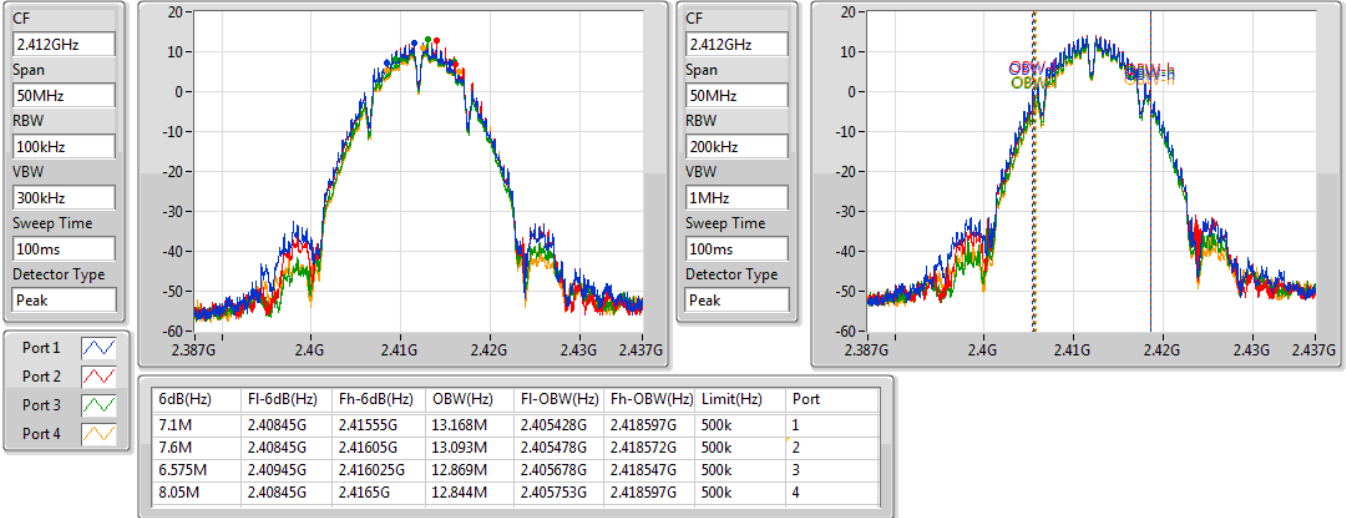 CF
2.412GHz
Span
50MHz
RBW
100kHz
VBW
300kHz
Sweep Time
100ms
Detector Type
Peak
20
10
0
-10
-20
-30
-40
-50
-60
2.387G 2.4G 2.41G 2.42G 2.43G 2.437G
CF
2.412GHz
Span
50MHz
RBW
200kHz
VBW
1MHz
Sweep Time
100ms
Detector Type
Peak
20
10
0
-10
-20
-30
-40
-50
-60
OBW-h
OBW-h
2.387G 2.4G 2.41G 2.42G 2.43G 2.437G
Port 1
Port 2
Port 3
Port 4
6dB(Hz) Fl-6dB(Hz) Fh-6dB(Hz) OBW(Hz) Fl-OBW(Hz) Fh-OBW(Hz) Limit(Hz) Port
7.1M 2.40845G 2.41555G 13.168M 2.405428G 2.418597G 500k 1
7.6M 2.40845G 2.41605G 13.093M 2.405478G 2.418572G 500k 2
6.575M 2.40945G 2.416025G 12.869M 2.405678G 2.418547G 500k 3
8.05M 2.40845G 2.4165G 12.844M 2.405753G 2.418597G 500k 4